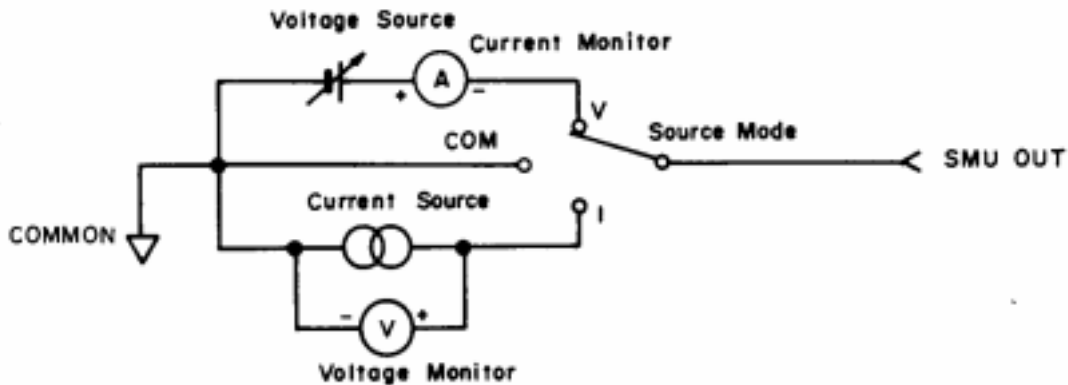 Voltage Source
Current Monitor
A
+ -
V
COM
Source Mode
SMU OUT
Current Source
I
COMMON
- V +
Voltage Monitor